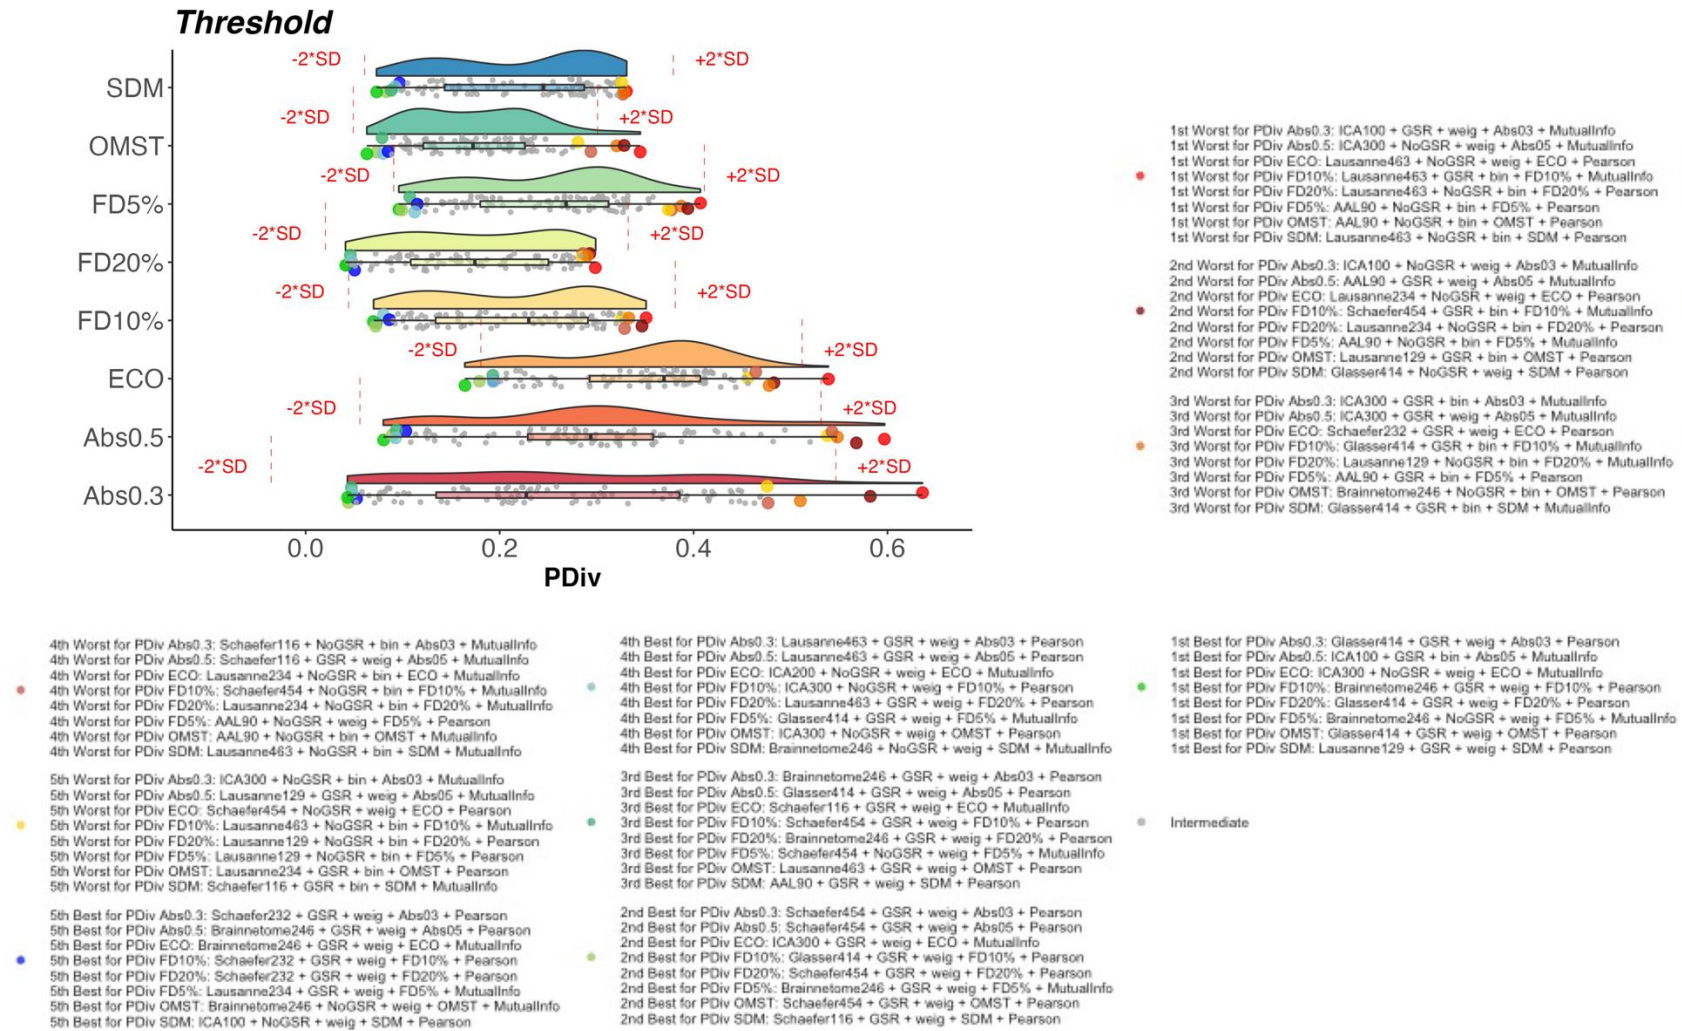 Threshold
-2*SD
+2*SD
SDM
-2*SD
+2*SD
OMST
-2*SD
+2*SD
FD5%
-2*SD
+2*SD
FD20%
-2*SD
+2*SD
FD10%
-2*SD
+2*SD
ECO
-2*SD
+2*SD
Abs0.5
-2*SD
+2*SD
Abs0.3
0.0
0.2
0.4
0.6
PDiv
1st Worst for PDiv Abs0.3: ICA100 + GSR + weig + Abs03 + MutualInfo
1st Worst for PDiv Abs0.5: ICA300 + NoGSR + weig + Abs05 + MutualInfo
1st Worst for PDiv ECO: Lausanne463 + NoGSR + weig + ECO + Pearson
1st Worst for PDiv FD10%: Lausanne463 + GSR + bin + FD10% + MutualInfo
1st Worst for PDiv FD20%: Lausanne463 + NoGSR + bin + FD20% + Pearson
1st Worst for PDiv FD5%: AAL90 + NoGSR + bin + FD5% + Pearson
1st Worst for PDiv OMST: AAL90 + NoGSR + bin + OMST + Pearson
1st Worst for PDiv SDM: Lausanne463 + NoGSR + bin + SDM + Pearson
2nd Worst for PDiv Abs0.3: ICA100 + NoGSR + weig + Abs03 + MutualInfo
2nd Worst for PDiv Abs0.5: AAL90 + GSR + weig + Abs05 + MutualInfo
2nd Worst for PDiv ECO: Lausanne234 + NoGSR + weig + ECO + Pearson
2nd Worst for PDiv FD10%: Schaefer454 + GSR + bin + FD10% + MutualInfo
2nd Worst for PDiv FD20%: Lausanne234 + NoGSR + bin + FD20% + Pearson
2nd Worst for PDiv FD5%: AAL90 + NoGSR + bin + FD5% + MutualInfo
2nd Worst for PDiv OMST: Lausanne129 + GSR + bin + OMST + Pearson
2nd Worst for PDiv SDM: Glasser414 + NoGSR + weig + SDM + Pearson
3rd Worst for PDiv Abs0.3: ICA300 + GSR + bin + Abs03 + MutualInfo
3rd Worst for PDiv Abs0.5: ICA300 + GSR + weig + Abs05 + MutualInfo
3rd Worst for PDiv ECO: Schaefer232 + GSR + weig + ECO + Pearson
3rd Worst for PDiv FD10%: Glasser414 + GSR + bin + FD10% + MutualInfo
3rd Worst for PDiv FD20%: Lausanne129 + NoGSR + bin + FD20% + MutualInfo
3rd Worst for PDiv FD5%: AAL90 + GSR + bin + FD5% + Pearson
3rd Worst for PDiv OMST: Brainnetome246 + NoGSR + bin + OMST + Pearson
3rd Worst for PDiv SDM: Glasser414 + GSR + bin + SDM + MutualInfo
4th Worst for PDiv Abs0.3: Schaefer116 + NoGSR + bin + Abs03 + MutualInfo
4th Worst for PDiv Abs0.5: Schaefer116 + GSR + weig + Abs05 + MutualInfo
4th Worst for PDiv ECO: Lausanne234 + NoGSR + bin + ECO + MutualInfo
4th Worst for PDiv FD10%: Schaefer454 + NoGSR + bin + FD10% + MutualInfo
4th Worst for PDiv FD20%: Lausanne234 + NoGSR + bin + FD20% + MutualInfo
4th Worst for PDiv FD5%: AAL90 + NoGSR + weig + FD5% + Pearson
4th Worst for PDiv OMST: AAL90 + NoGSR + bin + OMST + MutualInfo
4th Worst for PDiv SDM: Lausanne463 + NoGSR + bin + SDM + MutualInfo
5th Worst for PDiv Abs0.3: ICA300 + NoGSR + bin + Abs03 + MutualInfo
5th Worst for PDiv Abs0.5: Lausanne129 + GSR + weig + Abs05 + MutualInfo
5th Worst for PDiv ECO: Schaefer454 + NoGSR + weig + ECO + Pearson
5th Worst for PDiv FD10%: Lausanne463 + NoGSR + bin + FD10% + MutualInfo
5th Worst for PDiv FD20%: Lausanne129 + NoGSR + bin + FD20% + Pearson
5th Worst for PDiv FD5%: Lausanne129 + NoGSR + bin + FD5% + Pearson
5th Worst for PDiv OMST: Lausanne234 + GSR + bin + OMST + Pearson
5th Worst for PDiv SDM: Schaefer116 + GSR + bin + SDM + MutualInfo
5th Best for PDiv Abs0.3: Schaefer232 + GSR + weig + Abs03 + Pearson
5th Best for PDiv Abs0.5: Brainnetome246 + GSR + weig + Abs05 + Pearson
5th Best for PDiv ECO: Brainnetome246 + GSR + weig + ECO + MutualInfo
5th Best for PDiv FD10%: Schaefer232 + GSR + weig + FD10% + Pearson
5th Best for PDiv FD20%: Schaefer232 + GSR + weig + FD20% + Pearson
5th Best for PDiv FD5%: Lausanne234 + GSR + weig + FD5% + MutualInfo
5th Best for PDiv OMST: Brainnetome246 + NoGSR + weig + OMST + MutualInfo
5th Best for PDiv SDM: ICA100 + NoGSR + weig + SDM + Pearson
4th Best for PDiv Abs0.3: Lausanne463 + GSR + weig + Abs03 + Pearson
4th Best for PDiv Abs0.5: Lausanne463 + GSR + weig + Abs05 + Pearson
4th Best for PDiv ECO: ICA200 + NoGSR + weig + ECO + MutualInfo
4th Best for PDiv FD10%: ICA300 + NoGSR + weig + FD10% + Pearson
4th Best for PDiv FD20%: Lausanne463 + GSR + weig + FD20% + Pearson
4th Best for PDiv FD5%: Glasser414 + GSR + weig + FD5% + MutualInfo
4th Best for PDiv OMST: ICA300 + NoGSR + weig + OMST + Pearson
4th Best for PDiv SDM: Brainnetome246 + NoGSR + weig + SDM + MutualInfo
3rd Best for PDiv Abs0.3: Brainnetome246 + GSR + weig + Abs03 + Pearson
3rd Best for PDiv Abs0.5: Glasser414 + GSR + weig + Abs05 + Pearson
3rd Best for PDiv ECO: Schaefer116 + GSR + weig + ECO + MutualInfo
3rd Best for PDiv FD10%: Schaefer454 + GSR + weig + FD10% + Pearson
3rd Best for PDiv FD20%: Brainnetome246 + GSR + weig + FD20% + Pearson
3rd Best for PDiv FD5%: Schaefer454 + NoGSR + weig + FD5% + MutualInfo
3rd Best for PDiv OMST: Lausanne463 + GSR + weig + OMST + Pearson
3rd Best for PDiv SDM: AAL90 + GSR + weig + SDM + Pearson
2nd Best for PDiv Abs0.3: Schaefer454 + GSR + weig + Abs03 + Pearson
2nd Best for PDiv Abs0.5: Schaefer454 + GSR + weig + Abs05 + Pearson
2nd Best for PDiv ECO: ICA300 + GSR + weig + ECO + MutualInfo
2nd Best for PDiv FD10%: Glasser414 + GSR + weig + FD10% + Pearson
2nd Best for PDiv FD20%: Schaefer454 + GSR + weig + FD20% + Pearson
2nd Best for PDiv FD5%: Brainnetome246 + GSR + weig + FD5% + MutualInfo
2nd Best for PDiv OMST: Schaefer454 + GSR + weig + OMST + Pearson
2nd Best for PDiv SDM: Schaefer116 + GSR + weig + SDM + Pearson
1st Best for PDiv Abs0.3: Glasser414 + GSR + weig + Abs03 + Pearson
1st Best for PDiv Abs0.5: ICA100 + GSR + bin + Abs05 + MutualInfo
1st Best for PDiv ECO: ICA300 + NoGSR + weig + ECO + MutualInfo
1st Best for PDiv FD10%: Brainnetome246 + GSR + weig + FD10% + Pearson
1st Best for PDiv FD20%: Glasser414 + GSR + weig + FD20% + Pearson
1st Best for PDiv FD5%: Brainnetome246 + NoGSR + weig + FD5% + MutualInfo
1st Best for PDiv OMST: Glasser414 + GSR + weig + OMST + Pearson
1st Best for PDiv SDM: Lausanne129 + GSR + weig + SDM + Pearson
Intermediate